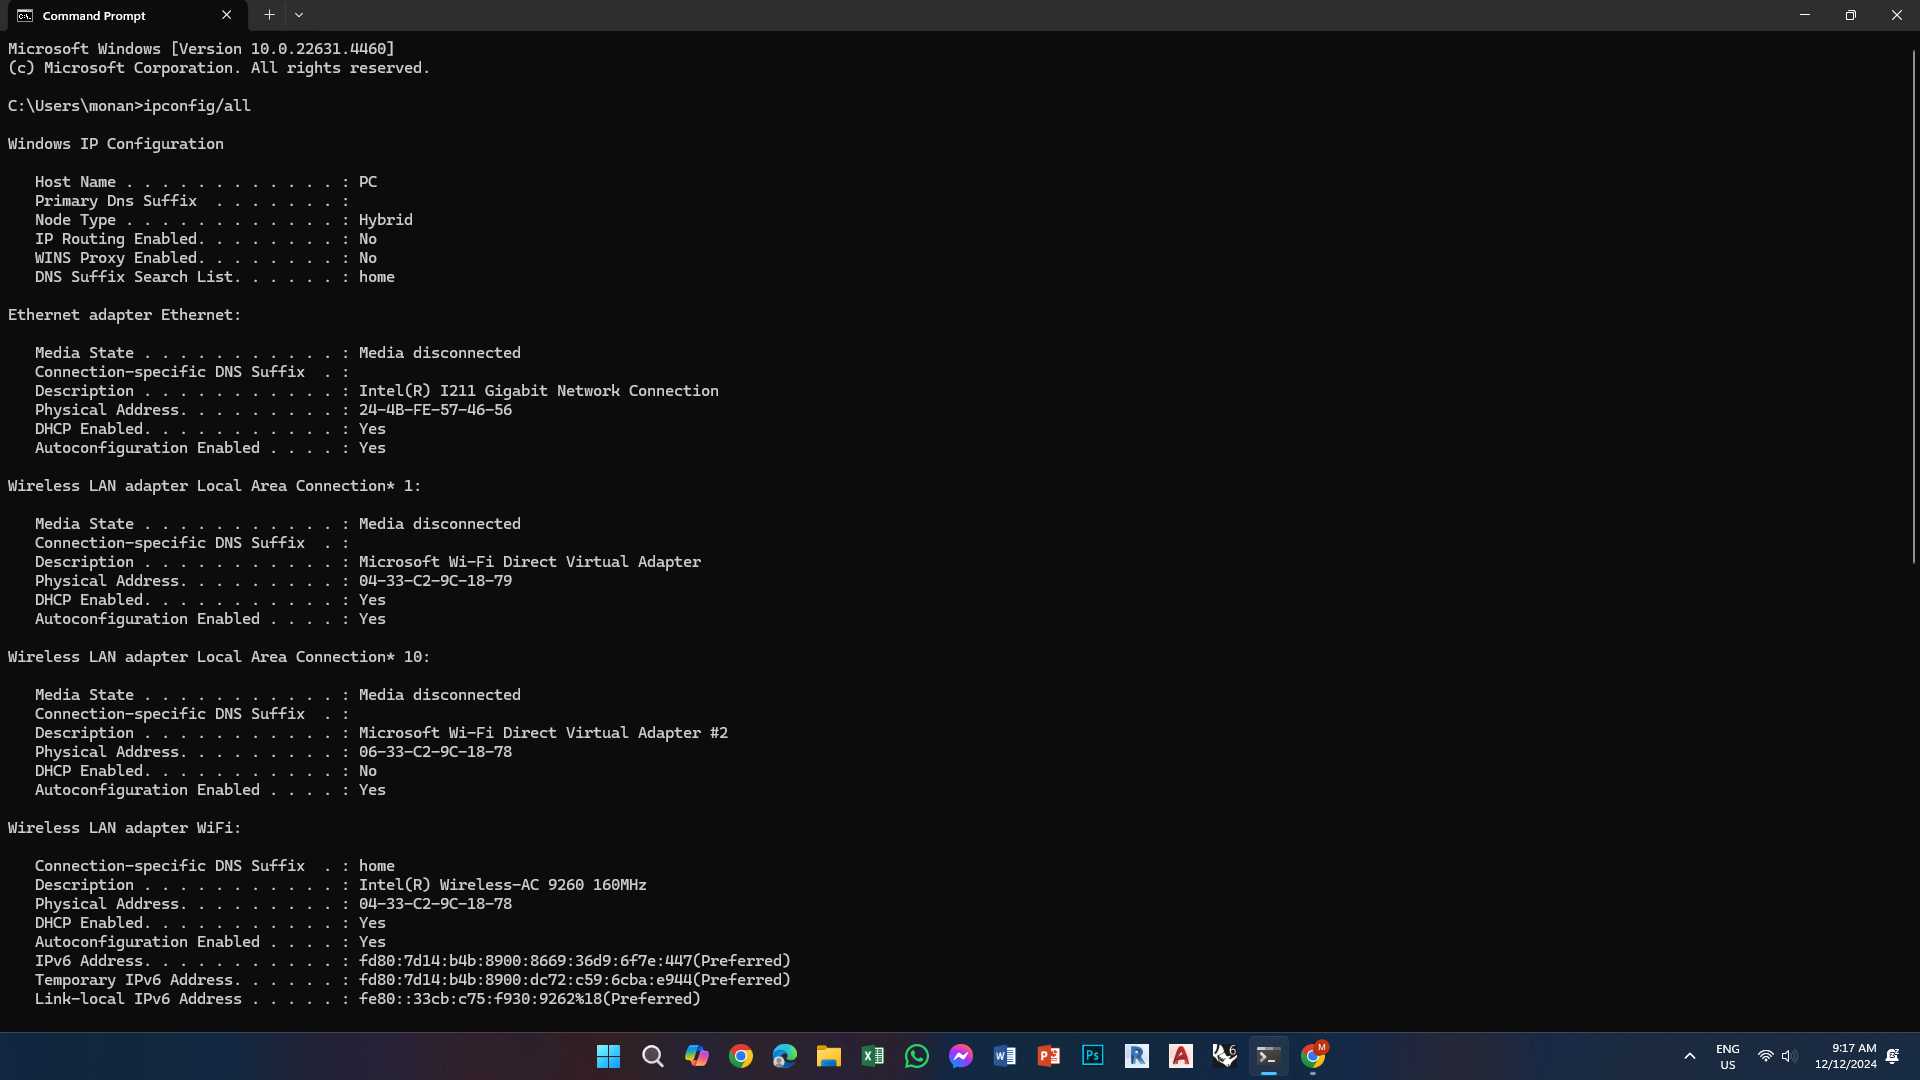 Command Prompt
Microsoft Windows [Version 10.0.22631.4460]
(c) Microsoft Corporation. All rights reserved.
C:\Users\monan>ipconfig/all
Windows IP Configuration
Host Name . . . . . . . . . . . . : PC
Primary Dns Suffix  . . . . . . . :
Node Type . . . . . . . . . . . . : Hybrid
IP Routing Enabled. . . . . . . . : No
WINS Proxy Enabled. . . . . . . . : No
DNS Suffix Search List. . . . . . : home
Ethernet adapter Ethernet:
Media State . . . . . . . . . . . : Media disconnected
Connection-specific DNS Suffix  . :
Description . . . . . . . . . . . : Intel(R) I211 Gigabit Network Connection
Physical Address. . . . . . . . . : 24-4B-FE-57-46-56
DHCP Enabled. . . . . . . . . . . : Yes
Autoconfiguration Enabled . . . . : Yes
Wireless LAN adapter Local Area Connection* 1:
Media State . . . . . . . . . . . : Media disconnected
Connection-specific DNS Suffix  . :
Description . . . . . . . . . . . : Microsoft Wi-Fi Direct Virtual Adapter
Physical Address. . . . . . . . . : 04-33-C2-9C-18-79
DHCP Enabled. . . . . . . . . . . : Yes
Autoconfiguration Enabled . . . . : Yes
Wireless LAN adapter Local Area Connection* 10:
Media State . . . . . . . . . . . : Media disconnected
Connection-specific DNS Suffix  . :
Description . . . . . . . . . . . : Microsoft Wi-Fi Direct Virtual Adapter #2
Physical Address. . . . . . . . . : 06-33-C2-9C-18-78
DHCP Enabled. . . . . . . . . . . : No
Autoconfiguration Enabled . . . . : Yes
Wireless LAN adapter WiFi:
Connection-specific DNS Suffix  . : home
Description . . . . . . . . . . . : Intel(R) Wireless-AC 9260 160MHz
Physical Address. . . . . . . . . : 04-33-C2-9C-18-78
DHCP Enabled. . . . . . . . . . . : Yes
Autoconfiguration Enabled . . . . : Yes
IPv6 Address. . . . . . . . . . . : fd80:7d14:b4b:8900:8669:36d9:6f7e:447(Preferred)
Temporary IPv6 Address. . . . . . : fd80:7d14:b4b:8900:dc72:c59:6cba:e944(Preferred)
Link-local IPv6 Address . . . . . : fe80::33cb:c75:f930:9262%18(Preferred)
W P Ps R A 6 M
ENG
US
9:17 AM
12/12/2024